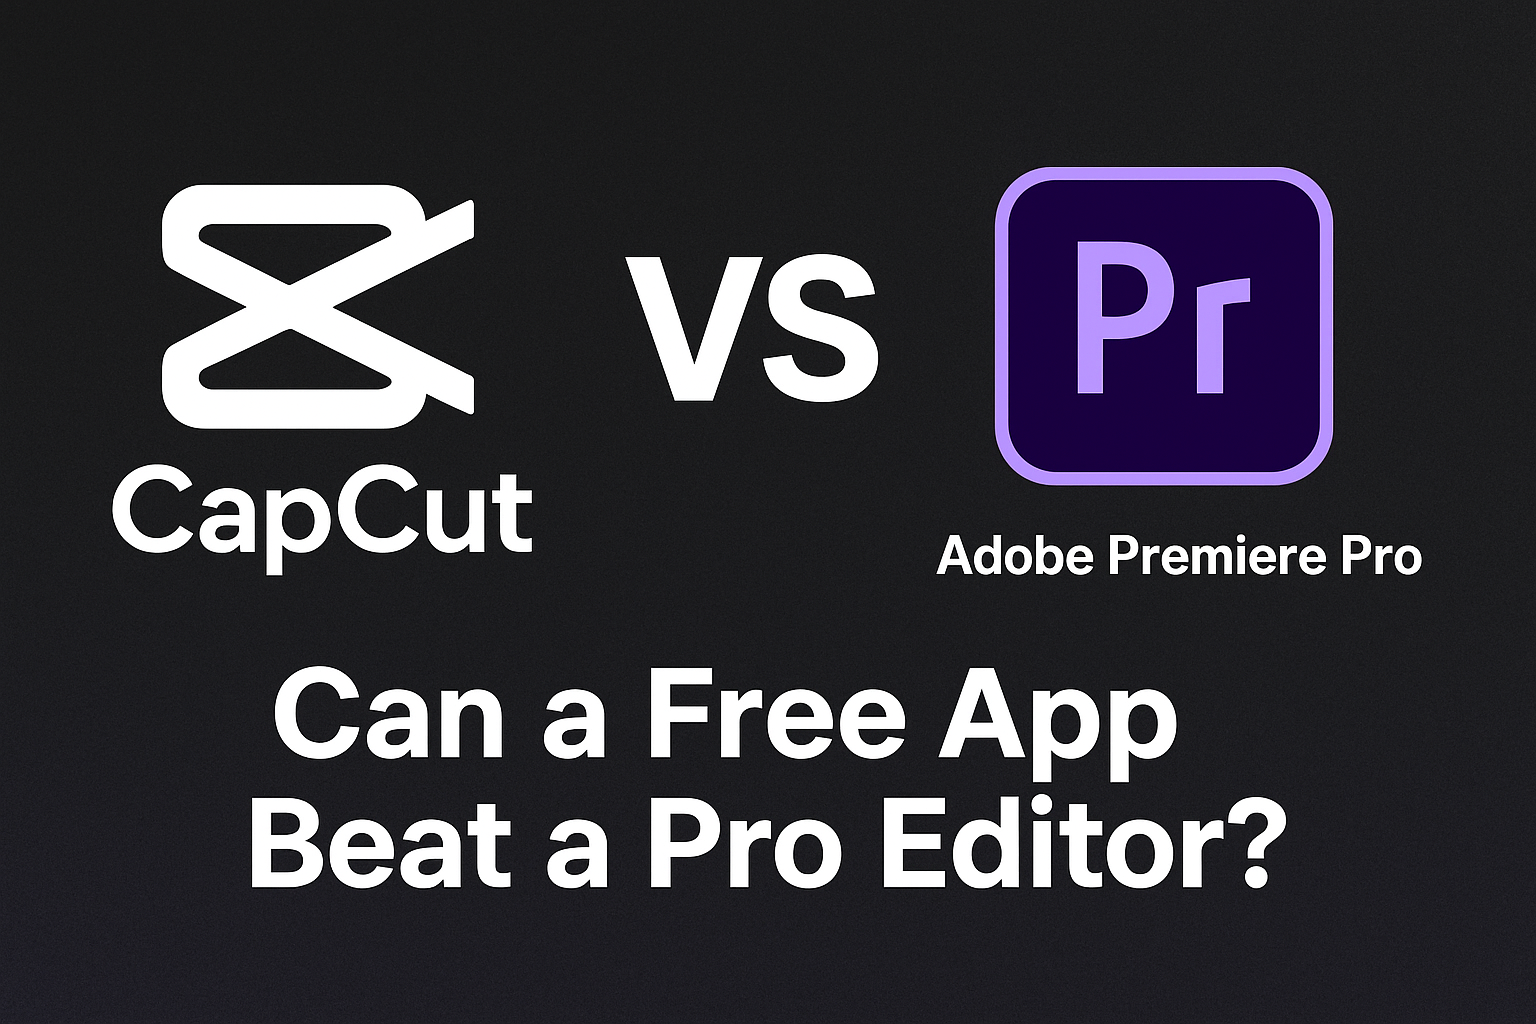 CapCut
VS
Pr
Adobe Premiere Pro
Can a Free App
Beat a Pro Editor?